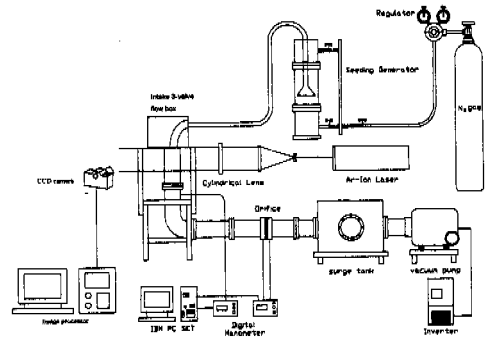 Regulator
Seeding Generator
N₂ gas
Intake 3-valve
flow box
CCD camera
Cylindrical Lens
Ar-Ion Laser
Orifice
surge tank
vacuum pump
Image processor
IBM PC SET
Digital
Manometer
Inverter